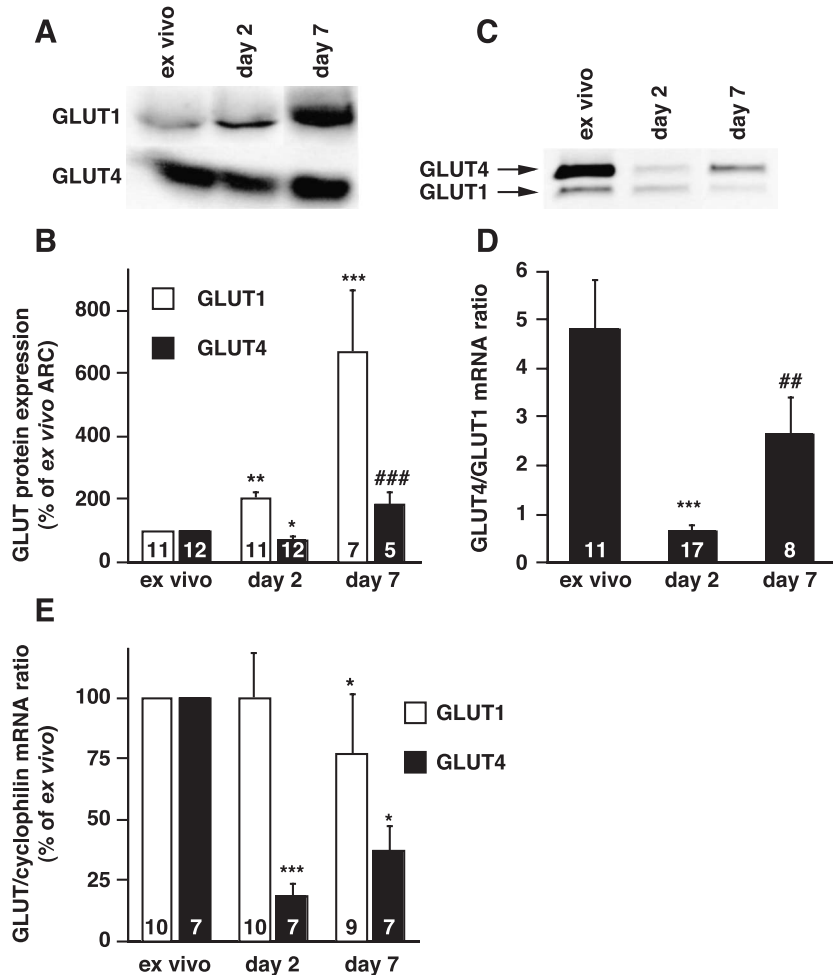 A
ex vivo
day 2
day 7
GLUT1
GLUT4
C
ex vivo
day 2
day 7
GLUT4
GLUT1
B
GLUT protein expression
(% of ex vivo ARC)
800
600
400
200
0
GLUT1
GLUT4
***
**
*
###
11
12
11
12
7
5
ex vivo
day 2
day 7
D
GLUT4/GLUT1 mRNA ratio
6
5
4
3
2
1
0
***
##
11
17
8
ex vivo
day 2
day 7
E
GLUT/cyclophilin mRNA ratio
(% of ex vivo)
100
75
50
25
0
*
***
*
GLUT1
GLUT4
10
7
10
7
9
7
ex vivo
day 2
day 7